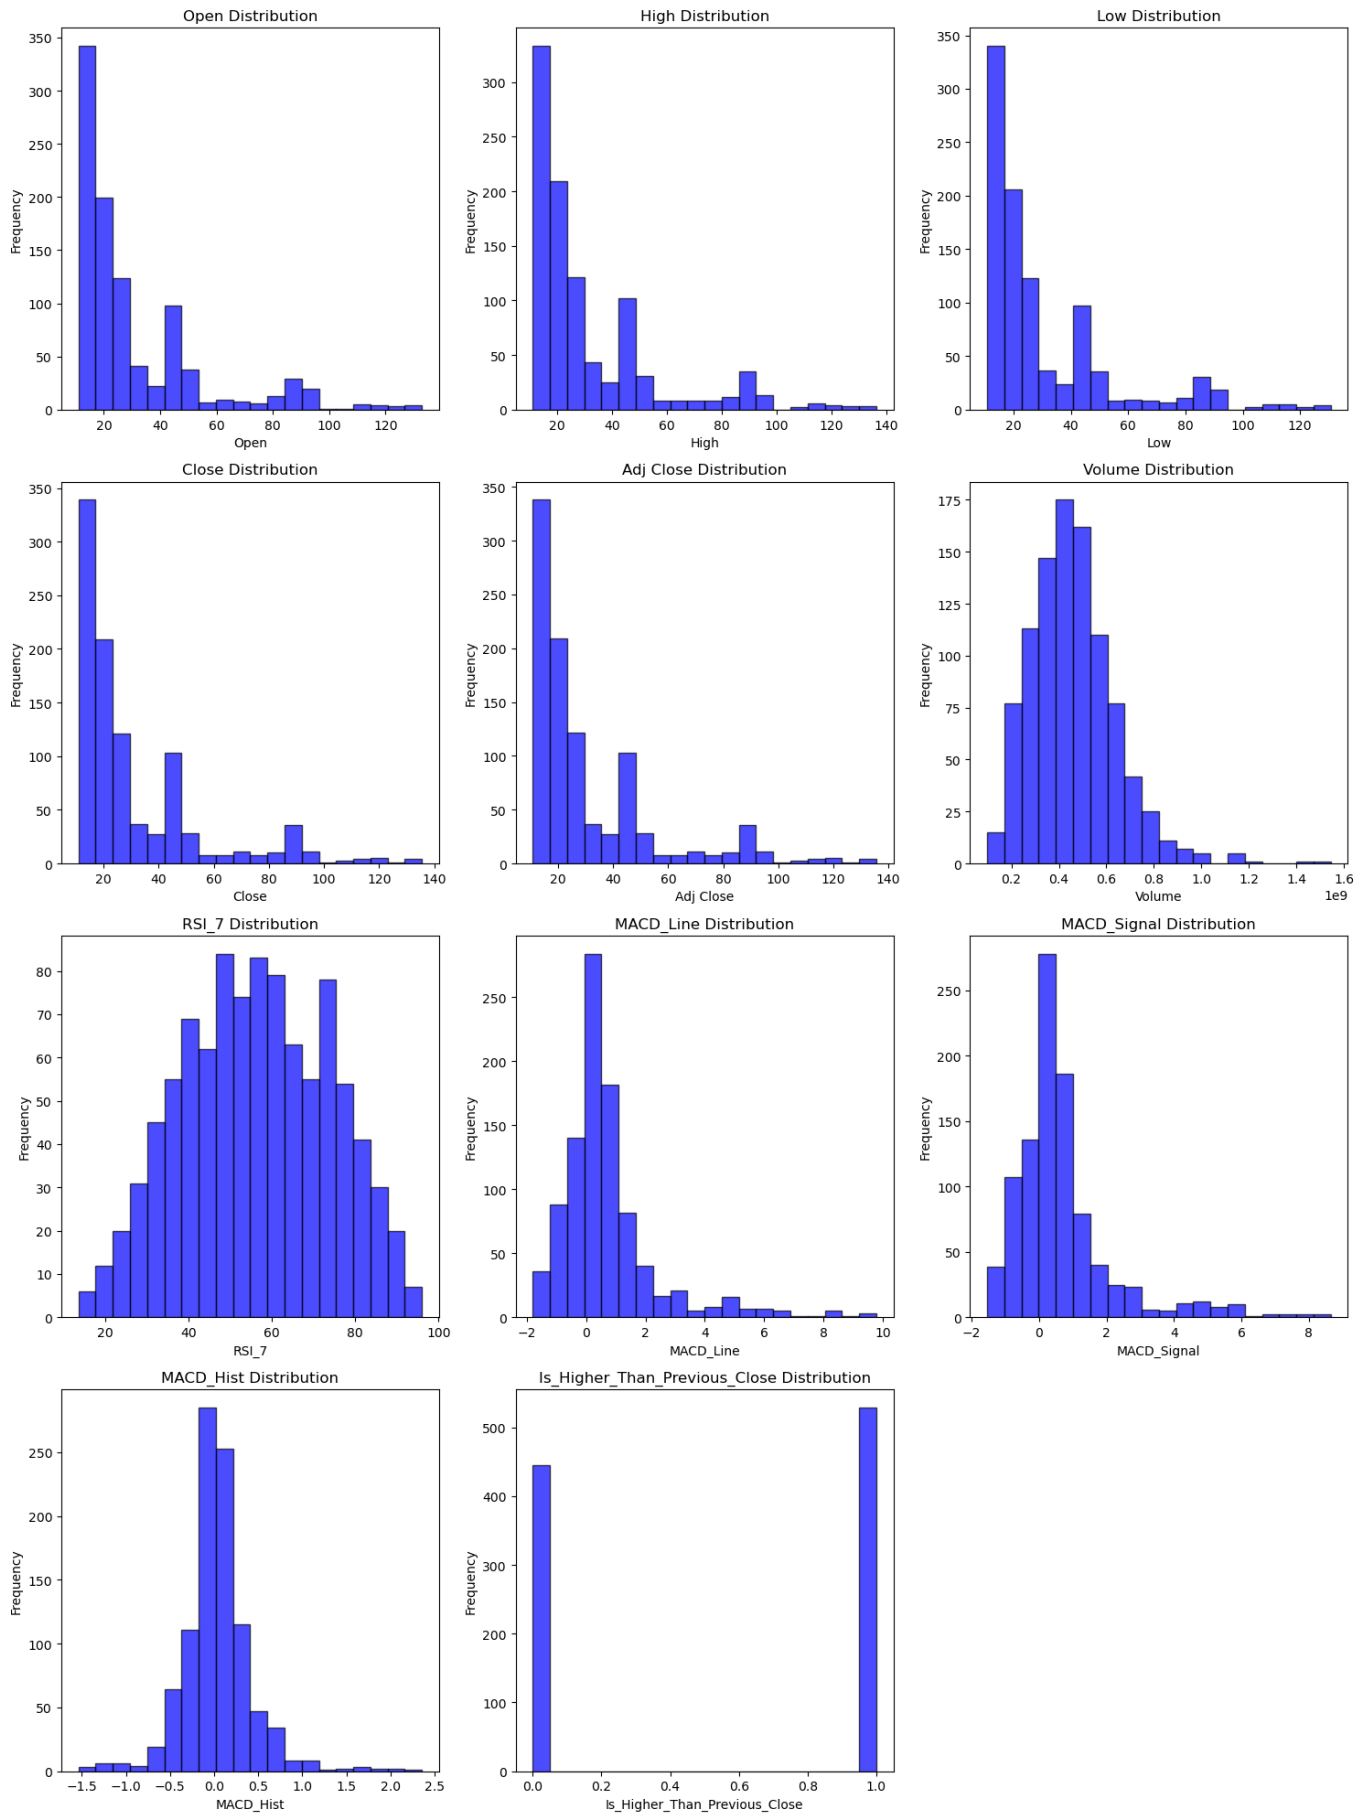 Open Distribution
350
300
250
200
150
100
50
0
Frequency
20 40 60 80 100 120
Open
High Distribution
300
250
200
150
100
50
0
Frequency
20 40 60 80 100 120 140
High
Low Distribution
350
300
250
200
150
100
50
0
Frequency
20 40 60 80 100 120
Low
Close Distribution
350
300
250
200
150
100
50
0
Frequency
20 40 60 80 100 120 140
Close
Adj Close Distribution
350
300
250
200
150
100
50
0
Frequency
20 40 60 80 100 120 140
Adj Close
Volume Distribution
175
150
125
100
75
50
25
0
Frequency
0.2 0.4 0.6 0.8 1.0 1.2 1.4 1.6
1e9
Volume
RSI_7 Distribution
80
70
60
50
40
30
20
10
0
Frequency
20 40 60 80 100
RSI_7
MACD_Line Distribution
250
200
150
100
50
0
Frequency
−2 0 2 4 6 8 10
MACD_Line
MACD_Signal Distribution
250
200
150
100
50
0
Frequency
−2 0 2 4 6 8
MACD_Signal
MACD_Hist Distribution
250
200
150
100
50
0
Frequency
−1.5 −1.0 −0.5 0.0 0.5 1.0 1.5 2.0 2.5
MACD_Hist
Is_Higher_Than_Previous_Close Distribution
500
400
300
200
100
0
Frequency
0.0 0.2 0.4 0.6 0.8 1.0
Is_Higher_Than_Previous_Close